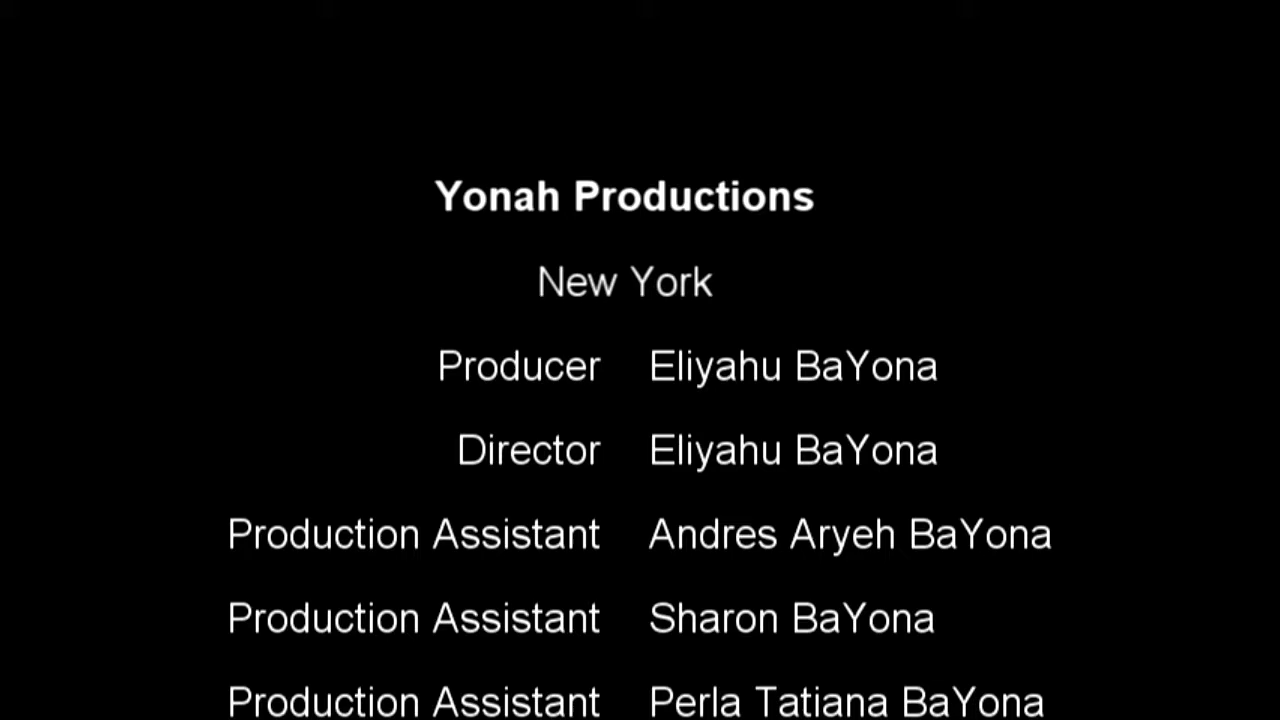 Yonah Productions
New York
Producer Eliyahu BaYona
Director Eliyahu BaYona
Production Assistant Andres Aryeh BaYona
Production Assistant Sharon BaYona
Production Assistant Perla Tatiana BaYona